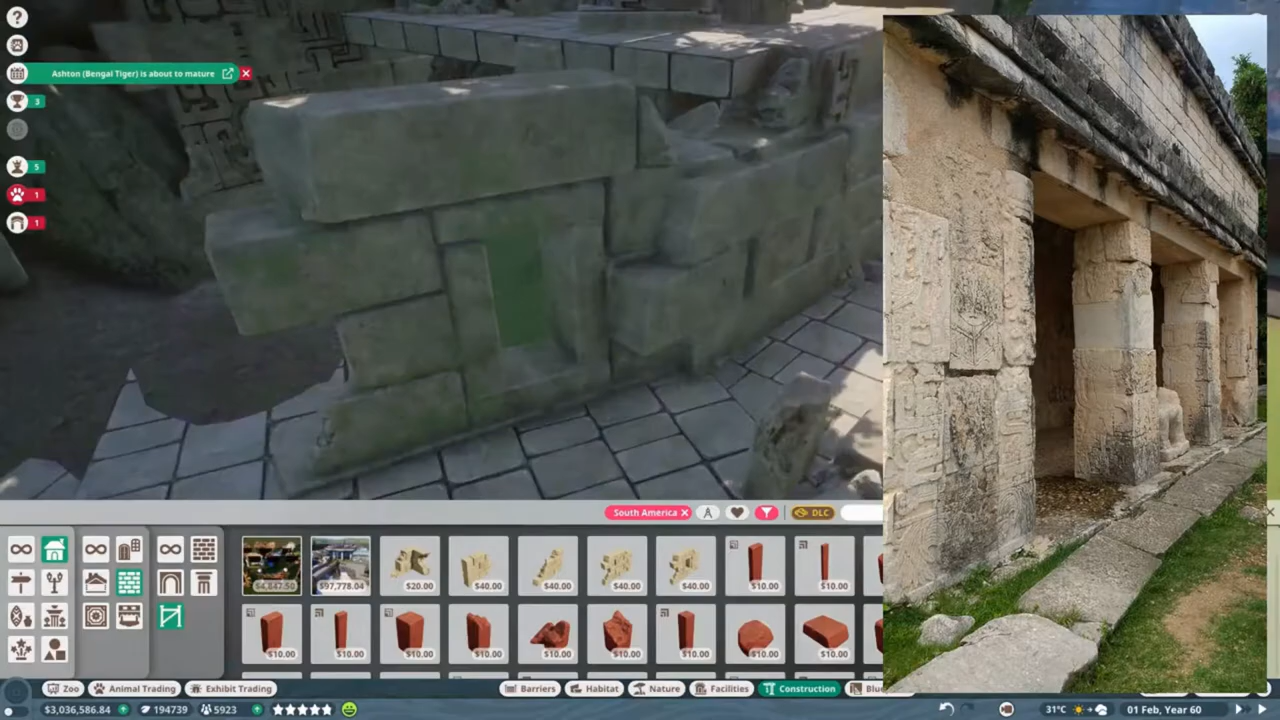 ?
Ashton (Bengal Tiger) is about to mature
3
5
1
1
South America
DLC
$4,847.50
$97,778.04
$20.00
$40.00
$40.00
$40.00
$40.00
$10.00
$10.00
$10.00
$10.00
$10.00
$10.00
$10.00
$10.00
$10.00
$10.00
$10.00
Zoo
Animal Trading
Exhibit Trading
Barriers
Habitat
Nature
Facilities
Construction
$3,036,586.84
194739
5923
31°C
01 Feb, Year 60